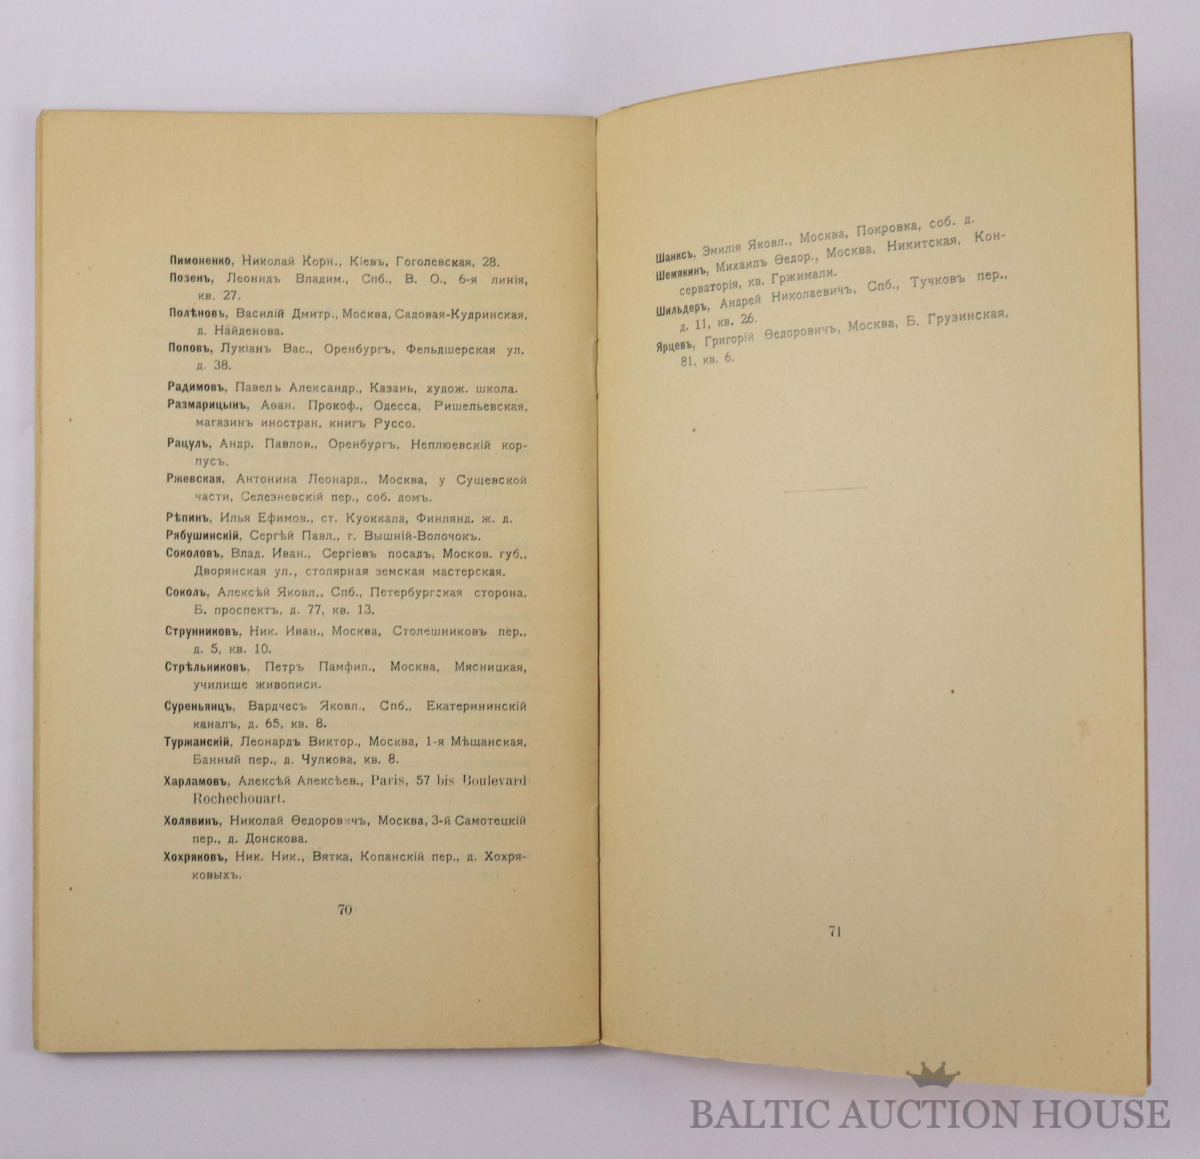 Пимоненко, Николай Корн., Кіевъ, Гоголевская, 28.
Позенъ, Леонидъ Владим., Спб., В. О., 6-я линія,
кв. 27.
Полѣновъ, Василій Дмитр., Москва, Садовая-Кудринская,
д. Найденова.
Поповъ, Лукіанъ Вас., Оренбургъ, Фельдшерская ул.
д. 38.
Радимовъ, Павелъ Александр., Казань, худож. школа.
Размарицынъ, Аѳан. Прокоф., Одесса, Ришельевская,
магазинъ иностран. книгъ Руссо.
Рацулъ, Андр. Павлов., Оренбургъ, Неплюевскій кор-
пусъ.
Ржевская, Антонина Леонард., Москва, у Сущевской
части, Селезневскій пер., соб. домъ.
Рѣпинъ, Илья Ефимов., ст. Куоккала, Финлянд. ж. д.
Рябушинскій, Сергѣй Павл., г. Вышній-Волочокъ.
Соколовъ, Влад. Иван., Сергіевъ посадъ, Москов. губ.,
Дворянская ул., столярная земская мастерская.
Соколъ, Алексѣй Яковл., Спб., Петербургская сторона,
Б. проспектъ, д. 77, кв. 13.
Струнниковъ, Ник. Иван., Москва, Столешниковъ пер.,
д. 5, кв. 10.
Стрѣльниковъ, Петръ Памфил., Москва, Мясницкая,
училище живописи.
Суреньянцъ, Вардчесъ Яковл., Спб., Екатерининскій
каналъ, д. 65, кв. 8.
Туржанскій, Леонардъ Виктор., Москва, 1-я Мѣщанская,
Банный пер., д. Чулкова, кв. 8.
Харламовъ, Алексѣй Алексѣев., Paris, 57 bis Boulevard
Rochechouart.
Холявинъ, Николай Ѳедоровичъ, Москва, 3-й Самотецкій
пер., д. Донскова.
Хохряковъ, Ник. Ник., Вятка, Копанскій пер., д. Хохря-
ковыхъ.
70
Шанксъ, Эмилія Яковл., Москва, Покровка, соб. д.
Шемякинъ, Михаилъ Ѳедор., Москва, Никитская, Кон-
серваторія, кв. Гржимали.
Шильдеръ, Андрей Николаевичъ, Спб., Тучковъ пер.,
д. 11, кв. 26.
Ярцевъ, Григорій Ѳедоровичъ, Москва, Б. Грузинская,
81, кв. 6.
71
BALTIC AUCTION HOUSE